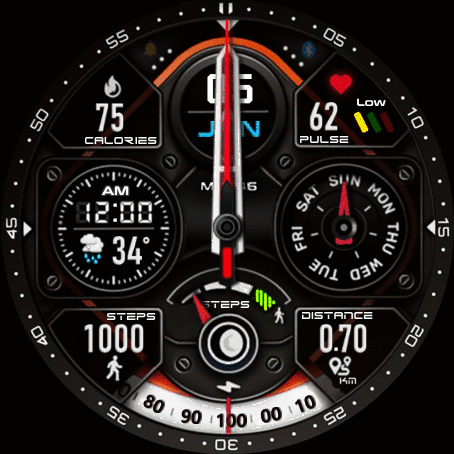 55
05
75
CALORIES
62
Low
PULSE
50
10
AM
12:00
34°
SUN
MON
THU
WED
TUE
FRI
SAT
45
15
STEPS
STEPS
1000
DISTANCE
0.70
KM
40
20
80 90 100 00 10
35
25
30